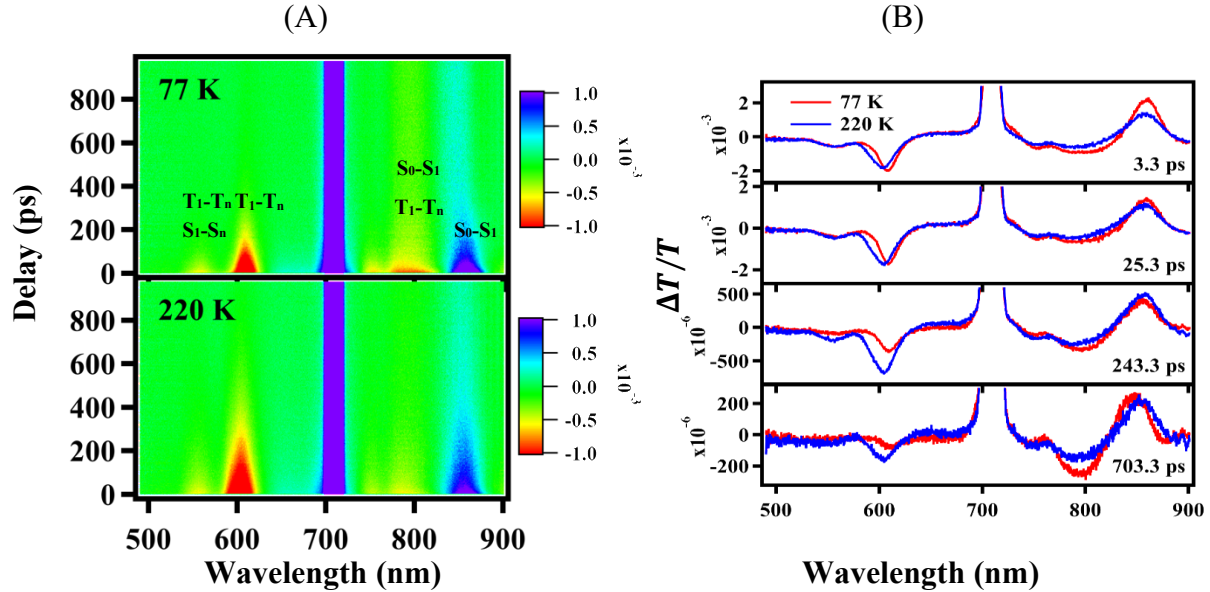 (A)
(B)
77 K
S₀-S₁
T₁-Tₙ T₁-Tₙ
T₁-Tₙ
S₁-Sₙ
S₀-S₁
220 K
Delay (ps)
800
600
400
200
0
800
600
400
200
0
500 600 700 800 900
Wavelength (nm)
1.0
0.5
0.0
-0.5
-1.0
x10⁻³
1.0
0.5
0.0
-0.5
-1.0
x10⁻³
ΔT/T
77 K
220 K
x10⁻³
2
0
-2
3.3 ps
x10⁻³
2
0
-2
25.3 ps
x10⁻⁶
500
0
-500
243.3 ps
x10⁻⁶
200
0
-200
703.3 ps
500 600 700 800 900
Wavelength (nm)